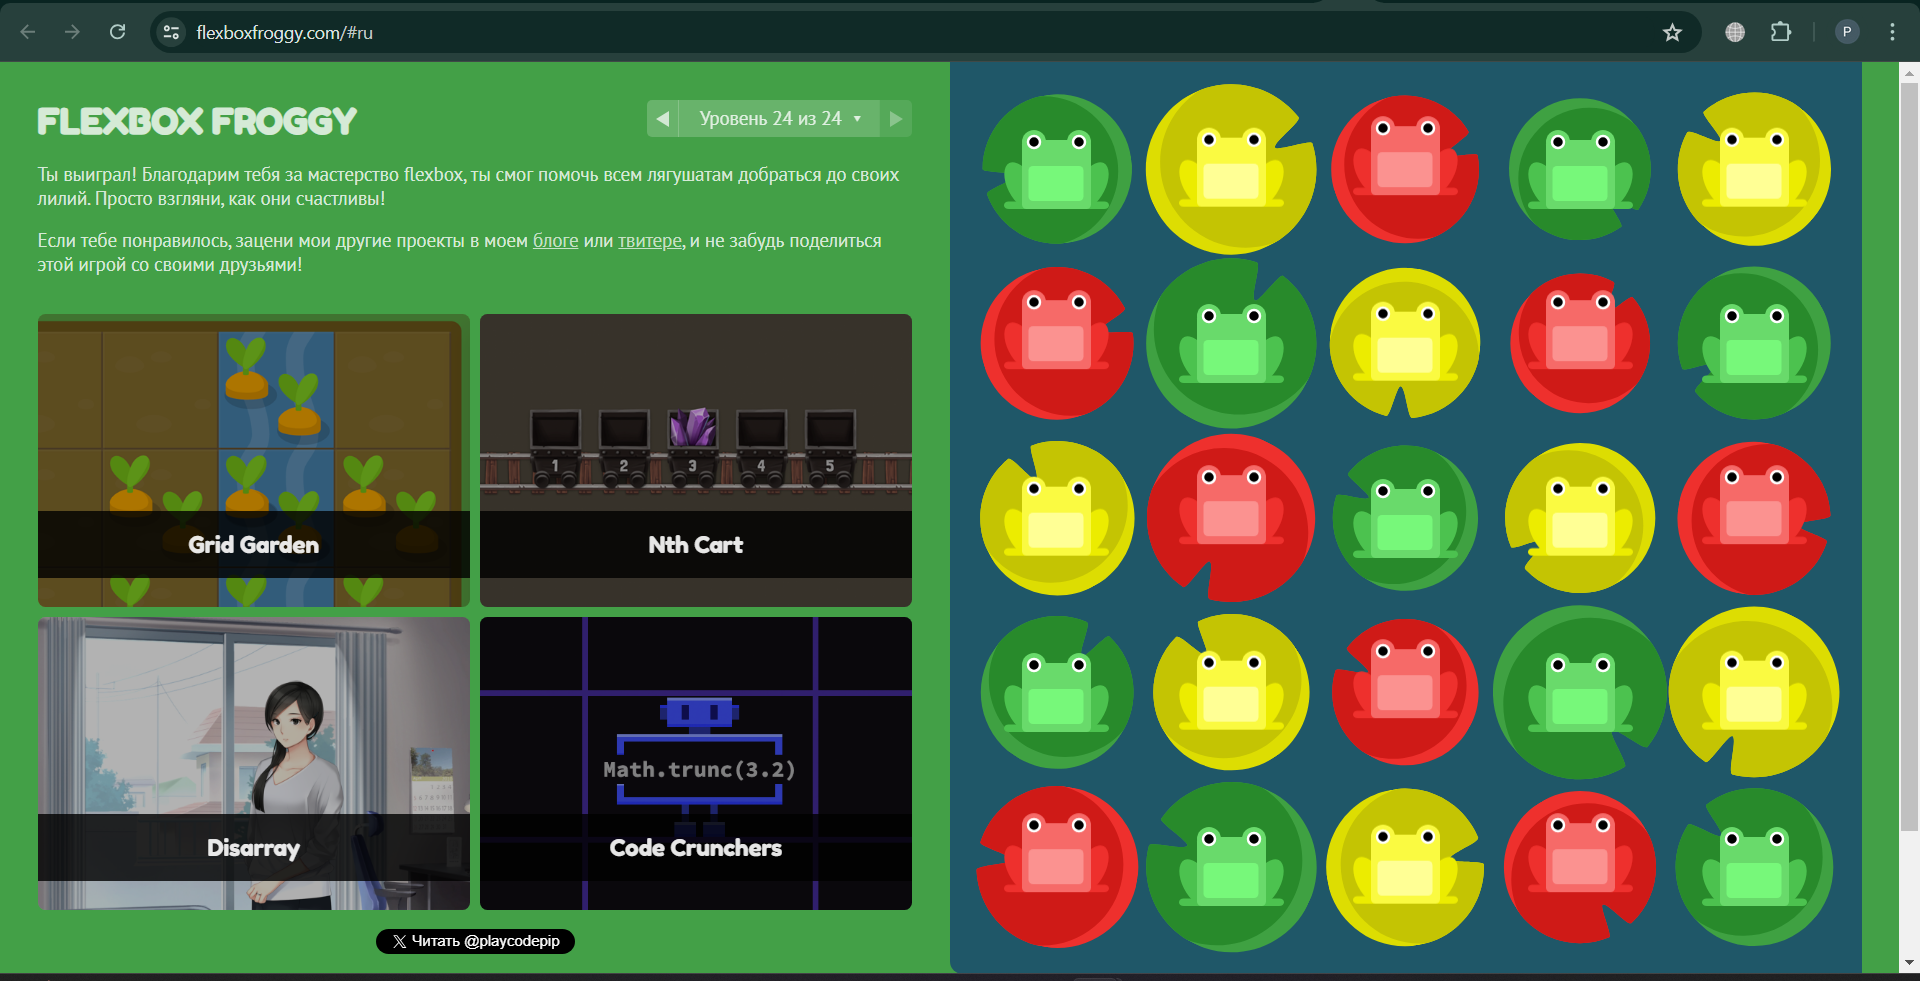 flexboxfroggy.com/#ru
P
FLEXBOX FROGGY
Уровень 24 из 24
Ты выиграл! Благодарим тебя за мастерство flexbox, ты смог помочь всем лягушатам добраться до своих
лилий. Просто взгляни, как они счастливы!
Если тебе понравилось, зацени мои другие проекты в моем блоге или твитере, и не забудь поделиться
этой игрой со своими друзьями!
Grid Garden
1 2 3 4 5
Nth Cart
Disarray
Math.trunc(3.2)
Code Crunchers
Читать @playcodepip